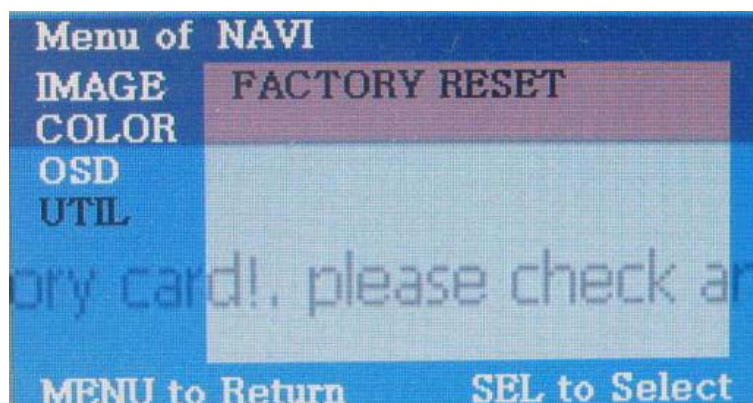 Menu of NAVI
IMAGE FACTORY RESET
COLOR
OSD
UTIL
ory card!. please check ar
MENU to Return SEL to Select